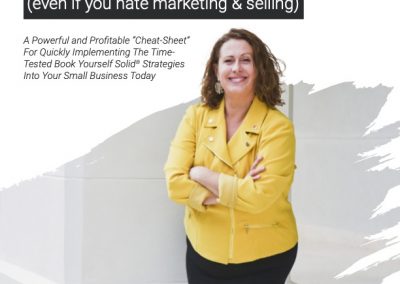 (even if you hate marketing & selling)
A Powerful and Profitable “Cheat-Sheet”
For Quickly Implementing The Time-
Tested Book Yourself Solid® Strategies
Into Your Small Business Today